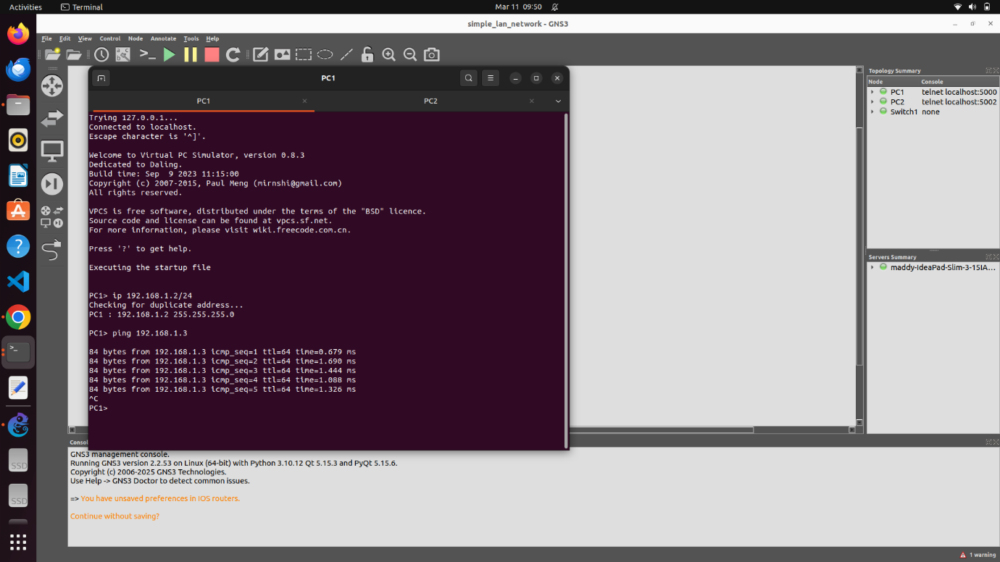 Activities
Terminal
Mar 11 09:50
simple_lan_network - GNS3
File Edit View Control Node Annotate Tools Help
PC1
PC1
PC2
Trying 127.0.0.1...
Connected to localhost.
Escape character is '^]'.
Welcome to Virtual PC Simulator, version 0.8.3
Dedicated to Daling.
Build time: Sep  9 2023 11:15:00
Copyright (c) 2007-2015, Paul Meng (mirnshi@gmail.com)
All rights reserved.
VPCS is free software, distributed under the terms of the "BSD" licence.
Source code and license can be found at vpcs.sf.net.
For more information, please visit wiki.freecode.com.cn.
Press '?' to get help.
Executing the startup file
PC1> ip 192.168.1.2/24
Checking for duplicate address...
PC1 : 192.168.1.2 255.255.255.0
PC1> ping 192.168.1.3
84 bytes from 192.168.1.3 icmp_seq=1 ttl=64 time=0.679 ms
84 bytes from 192.168.1.3 icmp_seq=2 ttl=64 time=1.690 ms
84 bytes from 192.168.1.3 icmp_seq=3 ttl=64 time=1.444 ms
84 bytes from 192.168.1.3 icmp_seq=4 ttl=64 time=1.088 ms
84 bytes from 192.168.1.3 icmp_seq=5 ttl=64 time=1.326 ms
^C
PC1>
Topology Summary
Node Console
PC1 telnet localhost:5000
PC2 telnet localhost:5002
Switch1 none
Servers Summary
maddy-IdeaPad-Slim-3-15IA...
Consol
GNS3 management console.
Running GNS3 version 2.2.53 on Linux (64-bit) with Python 3.10.12 Qt 5.15.3 and PyQt 5.15.6.
Copyright (c) 2006-2025 GNS3 Technologies.
Use Help -> GNS3 Doctor to detect common issues.
=> You have unsaved preferences in IOS routers.
Continue without saving?
SSD
SSD
1 warning